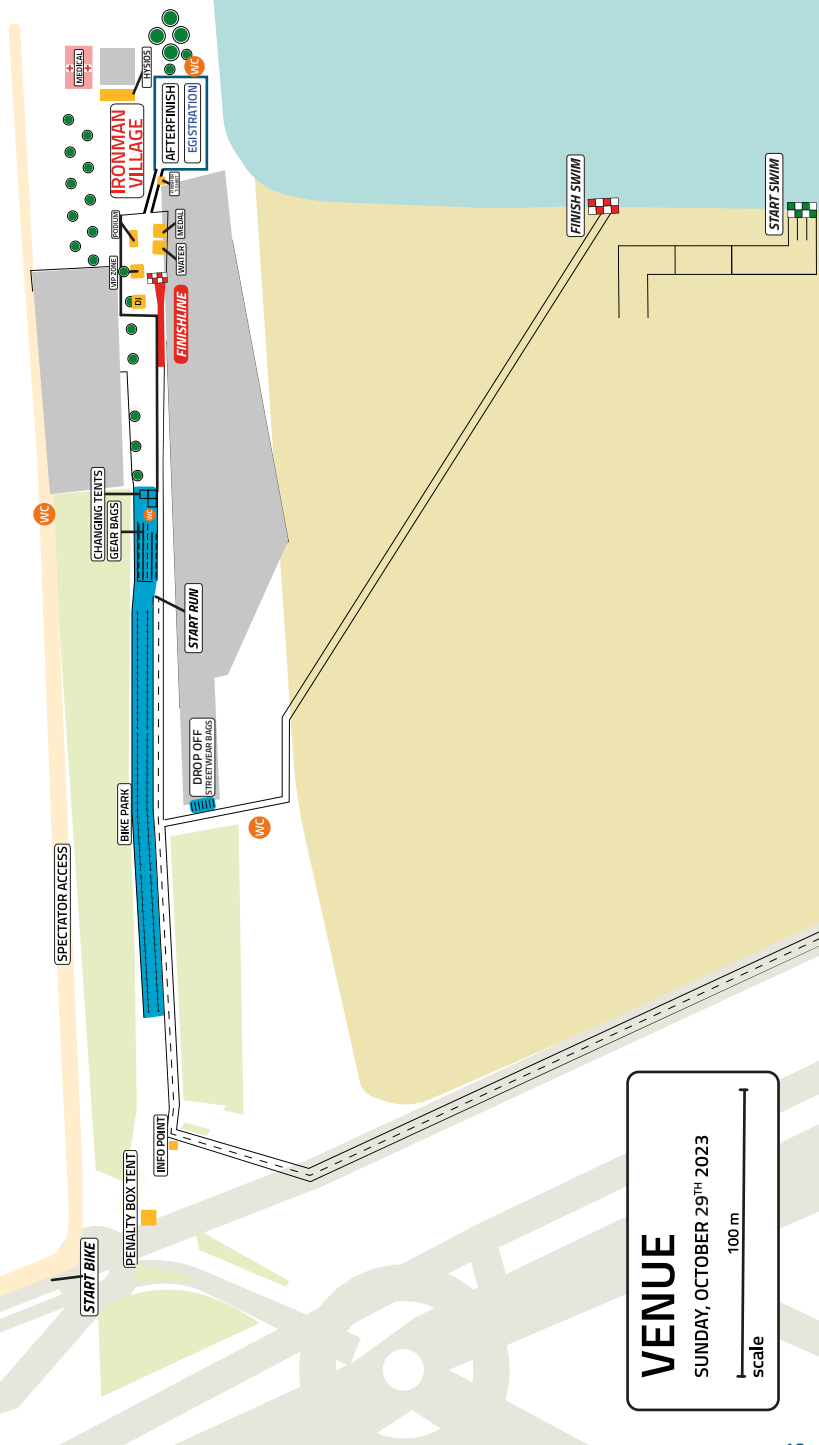 VENUE
SUNDAY, OCTOBER 29TH 2023
100 m
scale
START BIKE
PENALTY BOX TENT
INFO POINT
SPECTATOR ACCESS
BIKE PARK
WC
DROP OFF
STREETWEAR BAGS
START RUN
WC
CHANGING TENTS
GEAR BAGS
WC
FINISHLINE
DJ
VIP ZONE
PODIUM
WATER
MEDAL
IRONMAN
VILLAGE
MEDICAL
HYSIOS
AFTERFINISH
EGISTRATION
WC
FINISH SWIM
START SWIM